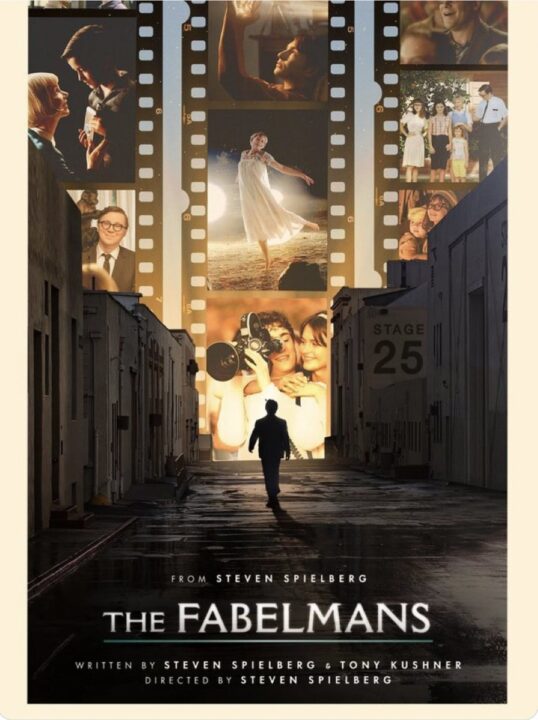 STAGE
25
FROM STEVEN SPIELBERG
THE FABELMANS
WRITTEN BY STEVEN SPIELBERG & TONY KUSHNER
DIRECTED BY STEVEN SPIELBERG